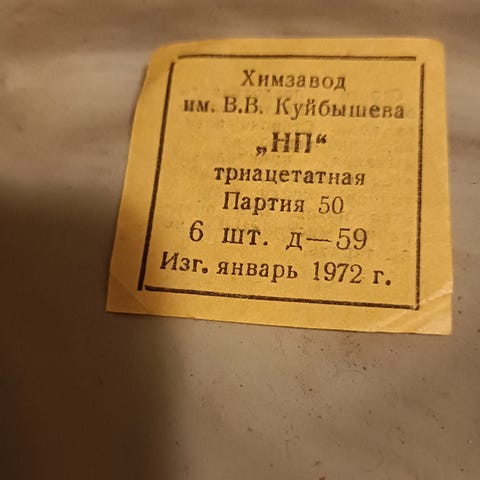 Химзавод
им. В.В. Куйбышева
„НП“
триацетатная
Партия 50
6 шт. д—59
Изг. январь 1972 г.